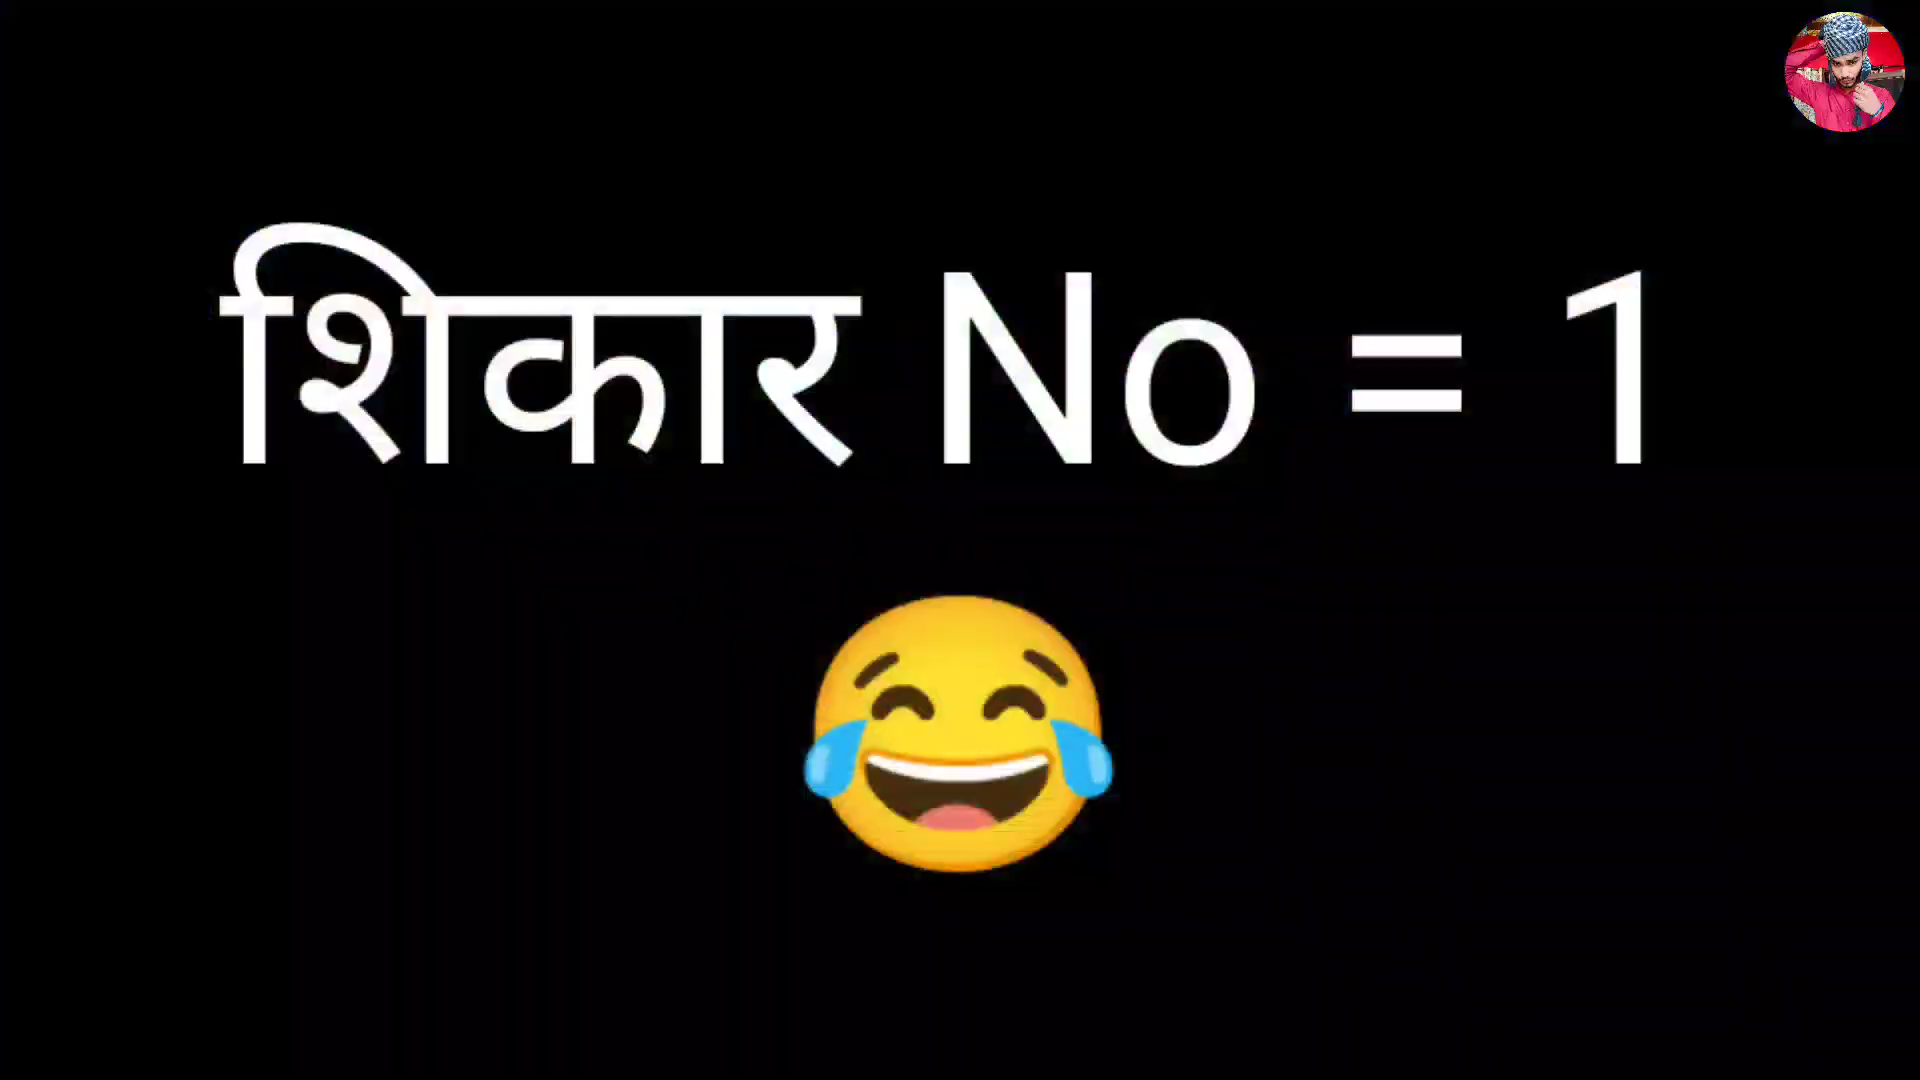 शिकार No = 1
😂